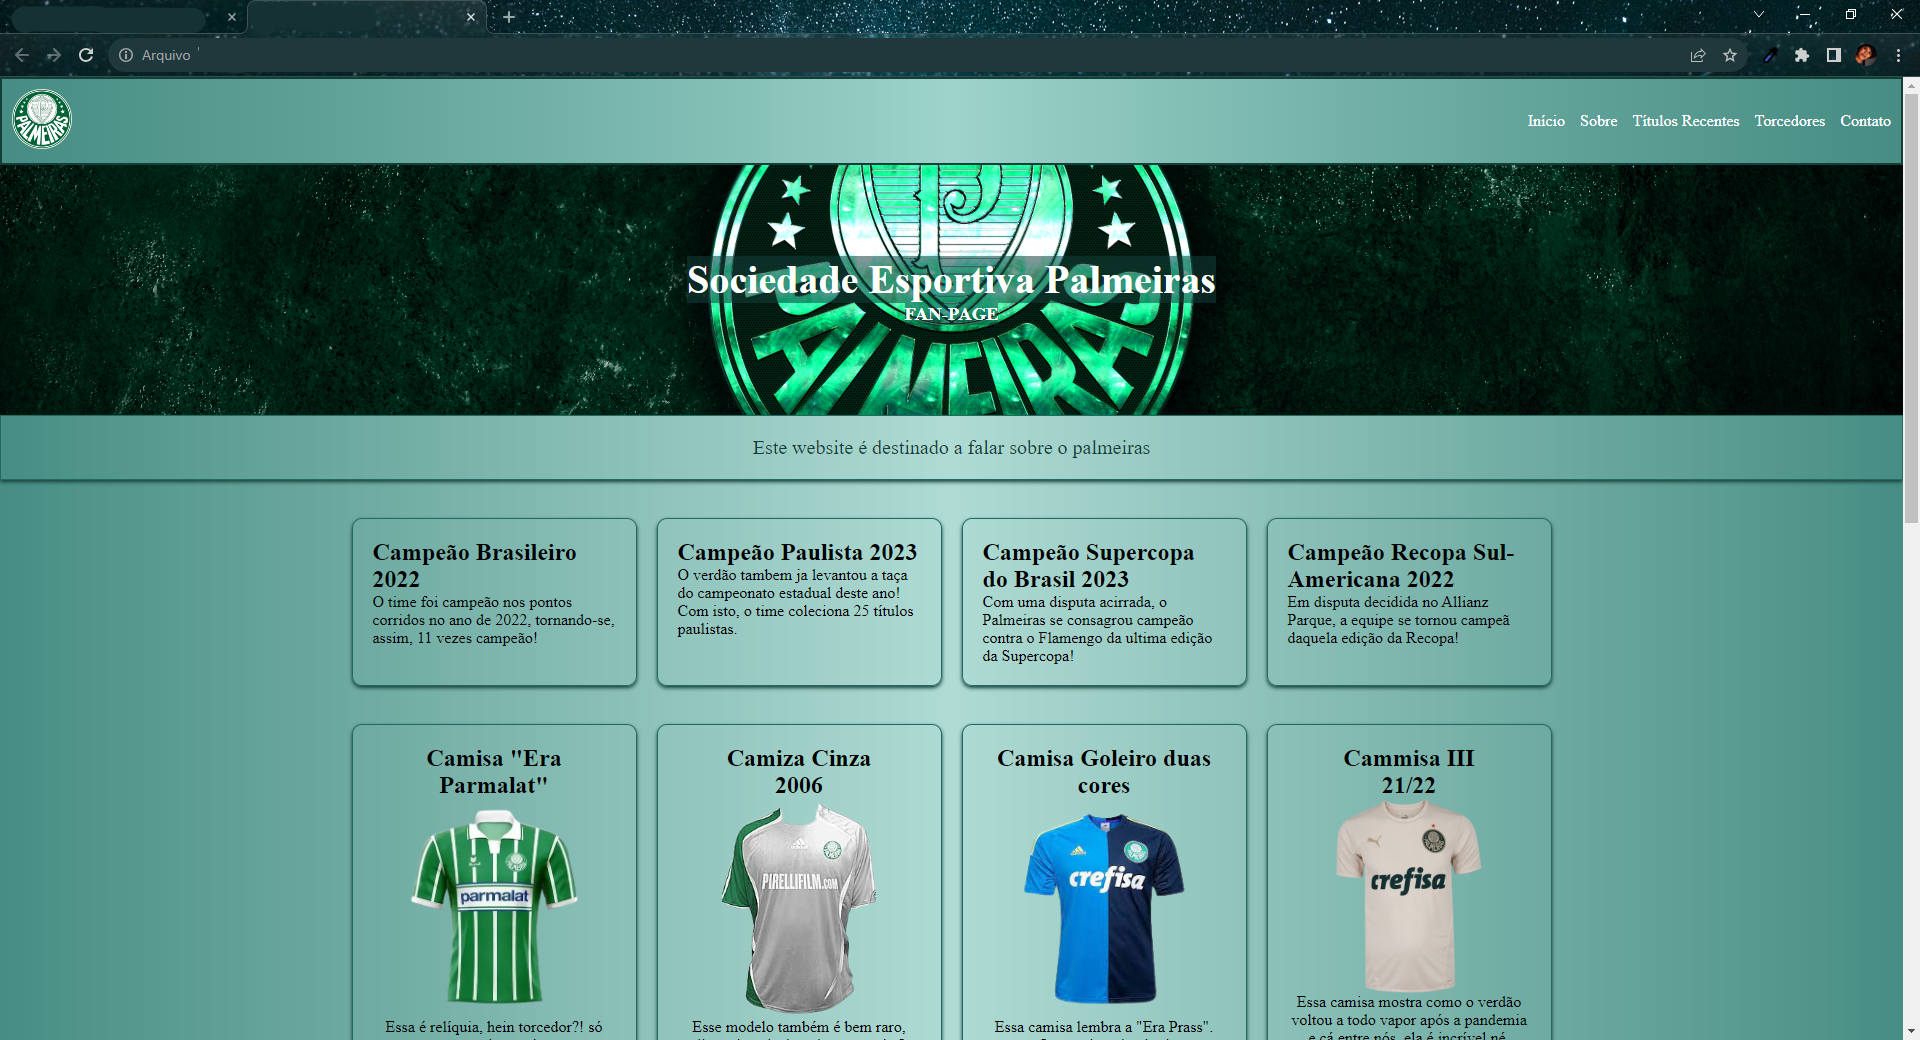 Arquivo
PALMEIRAS
Início Sobre Títulos Recentes Torcedores Contato
Sociedade Esportiva Palmeiras
FAN-PAGE
PALMEIRAS
Este website é destinado a falar sobre o palmeiras
Campeão Brasileiro
2022
O time foi campeão nos pontos
corridos no ano de 2022, tornando-se,
assim, 11 vezes campeão!
Campeão Paulista 2023
O verdão tambem ja levantou a taça
do campeonato estadual deste ano!
Com isto, o time coleciona 25 títulos
paulistas.
Campeão Supercopa
do Brasil 2023
Com uma disputa acirrada, o
Palmeiras se consagrou campeão
contra o Flamengo da ultima edição
da Supercopa!
Campeão Recopa Sul-
Americana 2022
Em disputa decidida no Allianz
Parque, a equipe se tornou campeã
daquela edição da Recopa!
Camisa "Era
Parmalat"
parmalat
Essa é relíquia, hein torcedor?! só
Camiza Cinza
2006
adidas
PIRELLIFILM.COM
Esse modelo também é bem raro,
Camisa Goleiro duas
cores
crefisa
Essa camisa lembra a "Era Prass".
Cammisa III
21/22
crefisa
Essa camisa mostra como o verdão
voltou a todo vapor após a pandemia
e cá entre nós, ela é incrível né